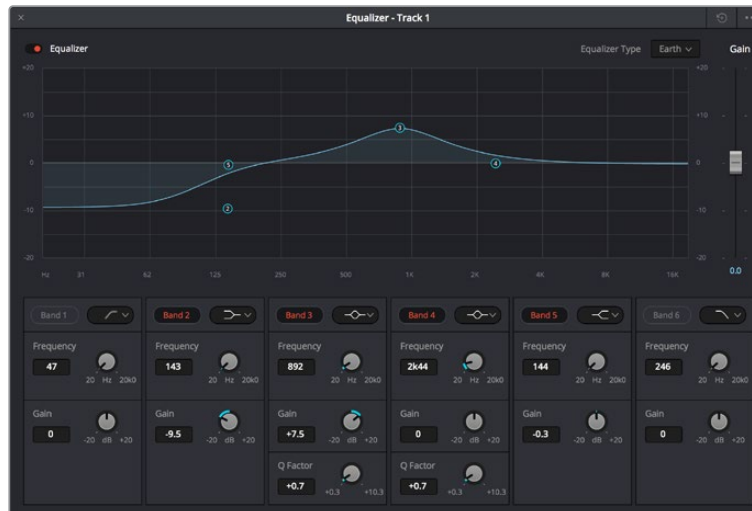 Equalizer - Track 1
Equalizer Equalizer Type Earth Gain
+20 +20
+10 +10
0 0
-10 -10
-20 -20
5 2 3 4
Hz 31 62 125 250 500 1K 2K 4K 8K 16K 0.0
Band 1 Band 2 Band 3 Band 4 Band 5 Band 6
Frequency Frequency Frequency Frequency Frequency Frequency
47 143 892 2k44 144 246
20 Hz 20k0 20 Hz 20k0 20 Hz 20k0 20 Hz 20k0 20 Hz 20k0 20 Hz 20k0
Gain Gain Gain Gain Gain Gain
0 -9.5 +7.5 0 -0.3 0
-20 dB +20 -20 dB +20 -20 dB +20 -20 dB +20 -20 dB +20 -20 dB +20
Q Factor Q Factor
+0.7 +0.7
+0.3 +10.3 +0.3 +10.3